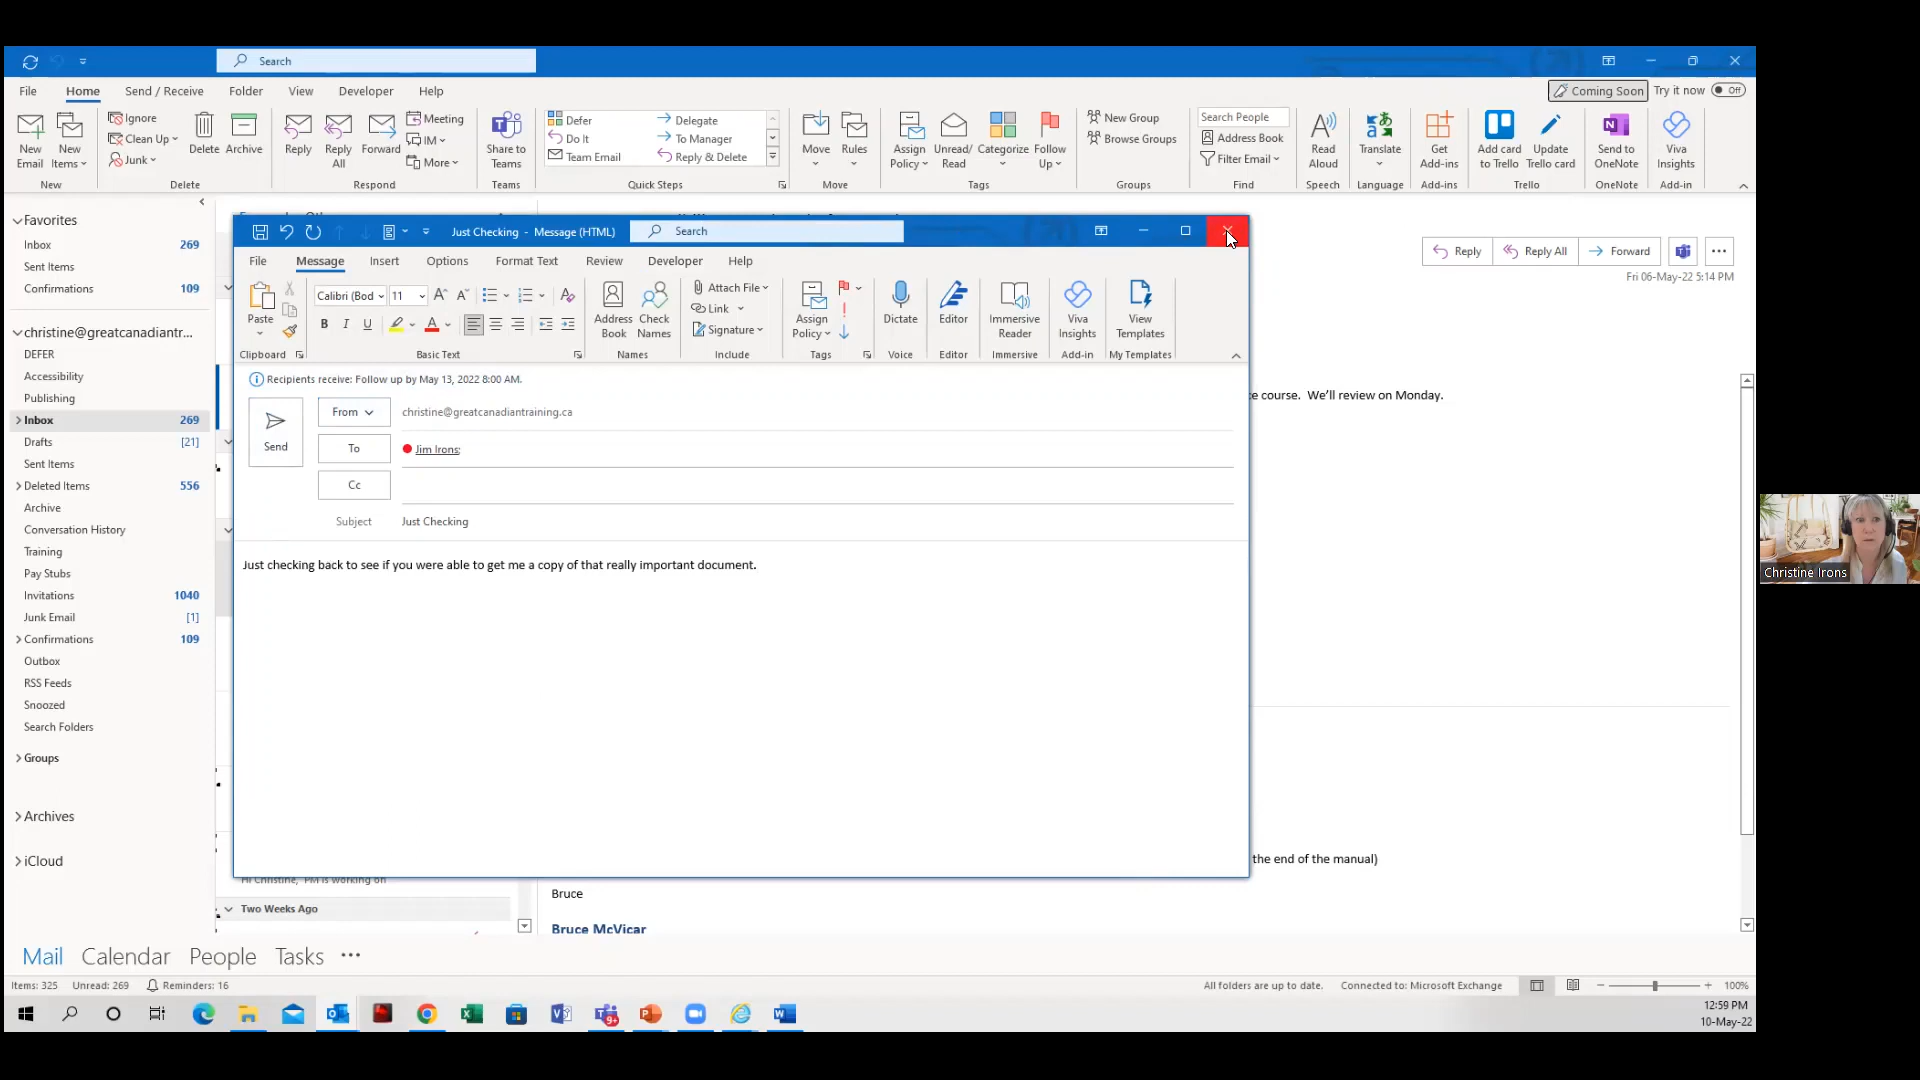 Search
File Home Send / Receive Folder View Developer Help
Coming Soon Try it now Off
New Email
New Items
New
Ignore
Clean Up
Junk
Delete
Archive
Delete
Reply
Reply All
Forward
Meeting
IM
More
Respond
Share to Teams
Teams
Defer
Do It
Team Email
Delegate
To Manager
Reply & Delete
Quick Steps
Move
Rules
Move
Assign Policy
Unread/ Read
Categorize
Follow Up
Tags
New Group
Browse Groups
Groups
Search People
Address Book
Filter Email
Find
Read Aloud
Speech
Translate
Language
Get Add-ins
Add-ins
Add card to Trello
Update Trello card
Trello
Send to OneNote
OneNote
Viva Insights
Add-in
Favorites
Inbox 269
Sent Items
Confirmations 109
christine@greatcanadiantr...
DEFER
Accessibility
Publishing
Inbox 269
Drafts [21]
Sent Items
Deleted Items 556
Archive
Conversation History
Training
Pay Stubs
Invitations 1040
Junk Email [1]
Confirmations 109
Outbox
RSS Feeds
Snoozed
Search Folders
Groups
Archives
iCloud
Just Checking - Message (HTML)
Search
File Message Insert Options Format Text Review Developer Help
Paste
Clipboard
Calibri (Bod 11
B I U
Basic Text
Address Book
Check Names
Names
Attach File
Link
Signature
Include
Assign Policy
Tags
Dictate
Voice
Editor
Editor
Immersive Reader
Immersive
Viva Insights
Add-in
View Templates
My Templates
Recipients receive: Follow up by May 13, 2022 8:00 AM.
Send
From christine@greatcanadiantraining.ca
To Jim Irons;
Cc
Subject Just Checking
Just checking back to see if you were able to get me a copy of that really important document.
Reply Reply All Forward
Fri 06-May-22 5:14 PM
course. We'll review on Monday.
the end of the manual)
Hi Christine, PM is working on
Two Weeks Ago
Bruce
Bruce McVicar
Christine Irons
Mail Calendar People Tasks
Items: 325 Unread: 269 Reminders: 16
All folders are up to date. Connected to: Microsoft Exchange 100%
12:59 PM
10-May-22